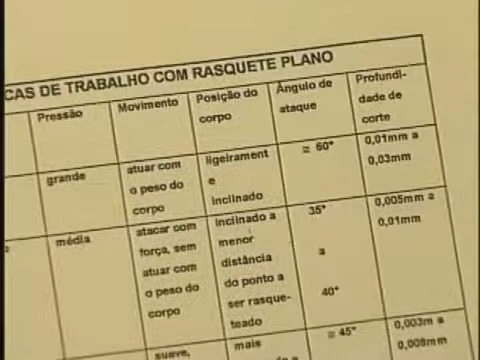 CAS DE TRABALHO COM RASQUETE PLANO
Pressão
Movimento
Posição do
corpo
Ângulo de
ataque
Profundi-
dade de
corte
grande
atuar com
o peso do
corpo
ligeirament
e
inclinado
≥ 60°
0,01mm a
0,03mm
média
atacar com
força, sem
atuar com
o peso do
corpo
inclinado a
menor
distância
do ponto a
ser rasque-
teado
35°
a
40°
0,005mm a
0,01mm
suave,
mais
≥ 45°
0,003m a
0,008mm